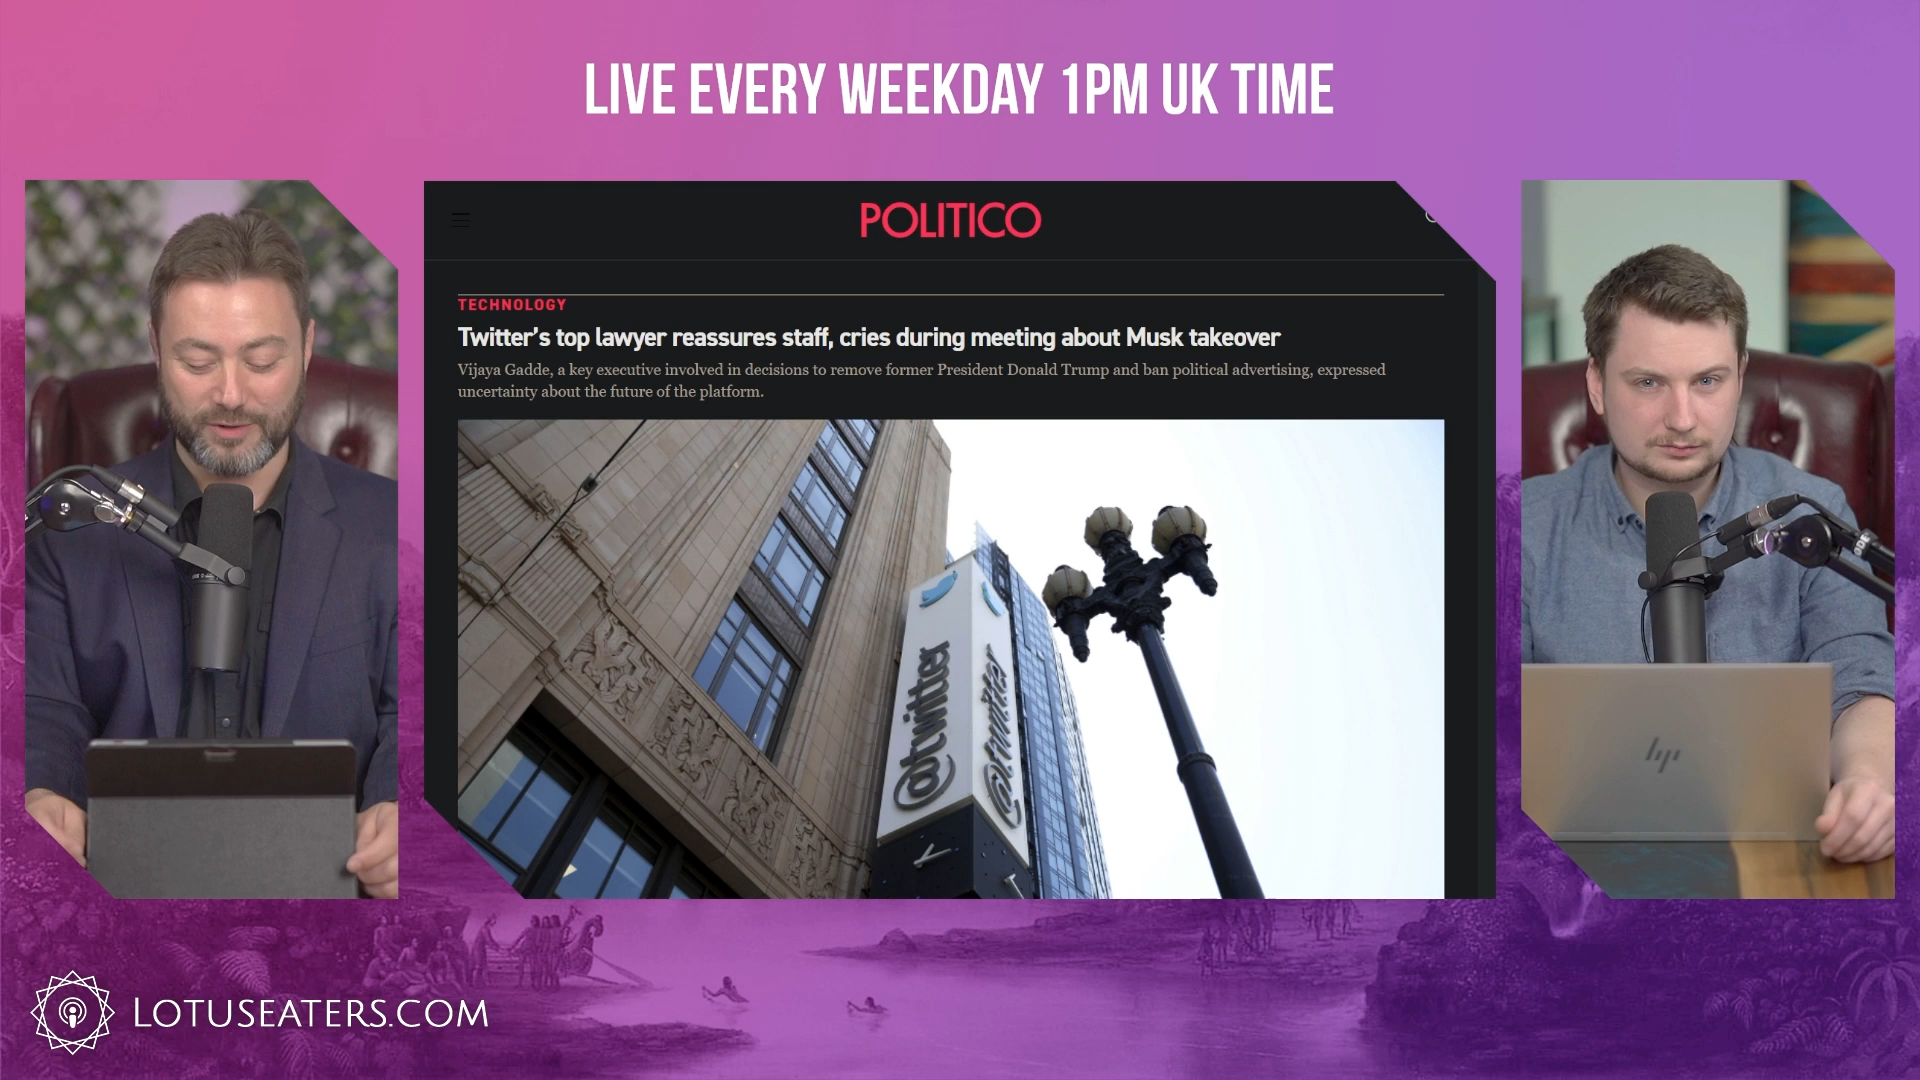 LIVE EVERY WEEKDAY 1PM UK TIME
POLITICO
TECHNOLOGY
Twitter's top lawyer reassures staff, cries during meeting about Musk takeover
Vijaya Gadde, a key executive involved in decisions to remove former President Donald Trump and ban political advertising, expressed
uncertainty about the future of the platform.
@twitter
@twitter
hp
LOTUSEATERS.COM